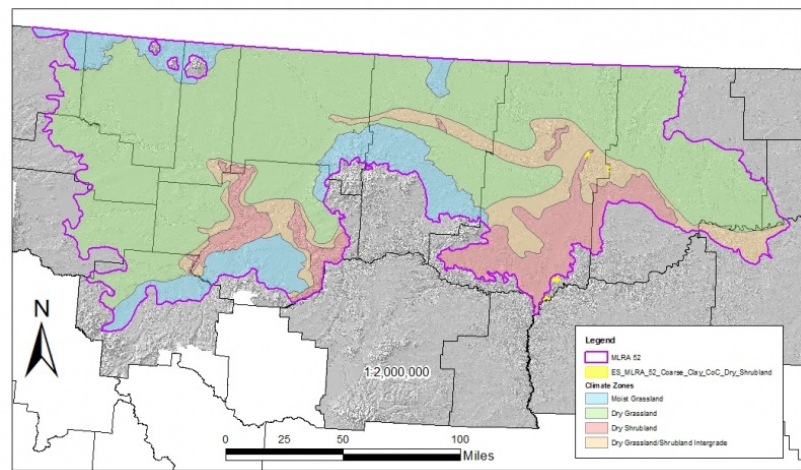 N
1:2,000,000
0 25 50 100
Miles
Legend
MLRA 52
ES_MLRA_52_Coarse_Clay_CoC_Dry_Shrubland
Climate Zones
Moist Grassland
Dry Grassland
Dry Shrubland
Dry Grassland/Shrubland Intergrade